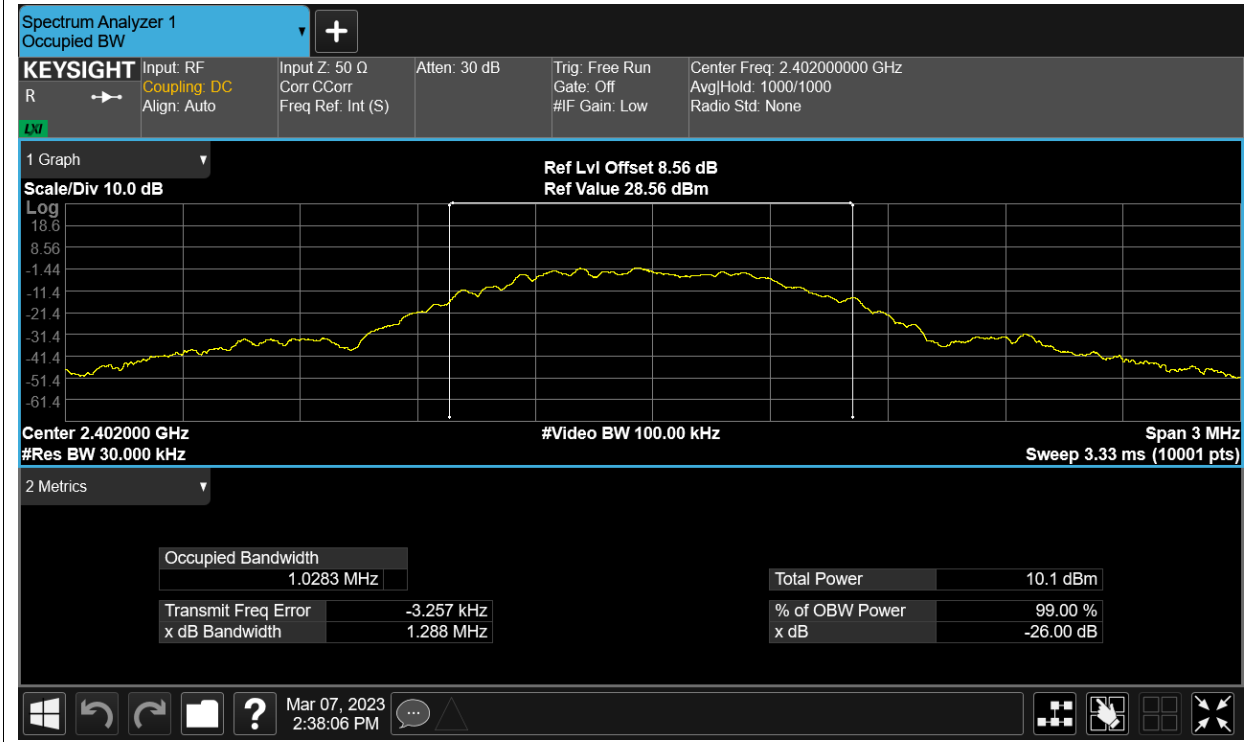 Spectrum Analyzer 1
Occupied BW
KEYSIGHT
R
LXI
Input: RF
Coupling: DC
Align: Auto
Input Z: 50 Ω
Corr CCorr
Freq Ref: Int (S)
Atten: 30 dB
Trig: Free Run
Gate: Off
#IF Gain: Low
Center Freq: 2.402000000 GHz
Avg|Hold: 1000/1000
Radio Std: None
1 Graph
Scale/Div 10.0 dB
Ref Lvl Offset 8.56 dB
Ref Value 28.56 dBm
Log
18.6
8.56
-1.44
-11.4
-21.4
-31.4
-41.4
-51.4
-61.4
Center 2.402000 GHz
#Video BW 100.00 kHz
Span 3 MHz
#Res BW 30.000 kHz
Sweep 3.33 ms (10001 pts)
2 Metrics
Occupied Bandwidth
1.0283 MHz
Total Power 10.1 dBm
Transmit Freq Error -3.257 kHz
% of OBW Power 99.00 %
x dB Bandwidth 1.288 MHz
x dB -26.00 dB
?
Mar 07, 2023
2:38:06 PM